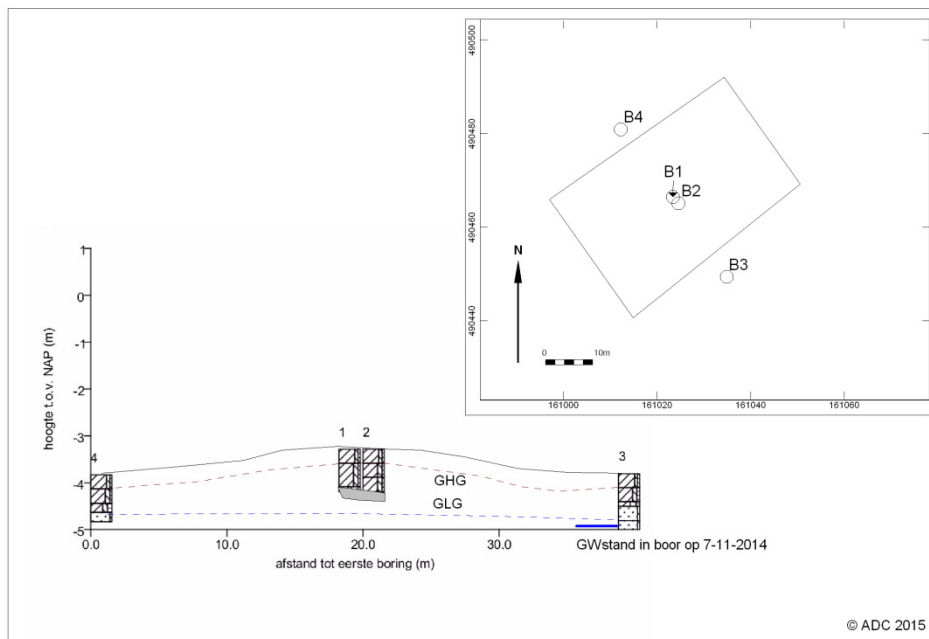 490500
490480
490460
490440
B4
B1
B2
B3
N
0 10m
161000 161020 161040 161060
hoogte t.o.v. NAP (m)
1
0
-1
-2
-3
-4
-5
4
1 2
3
GHG
GLG
0.0 10.0 20.0 30.0
GWstand in boor op 7-11-2014
afstand tot eerste boring (m)
© ADC 2015